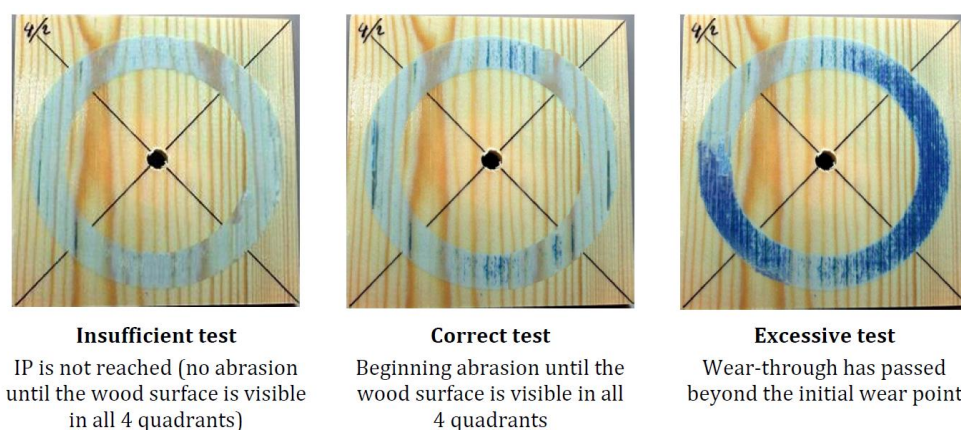 4/2
4/2
4/2
Insufficient test
IP is not reached (no abrasion
until the wood surface is visible
in all 4 quadrants)
Correct test
Beginning abrasion until the
wood surface is visible in all
4 quadrants
Excessive test
Wear-through has passed
beyond the initial wear point